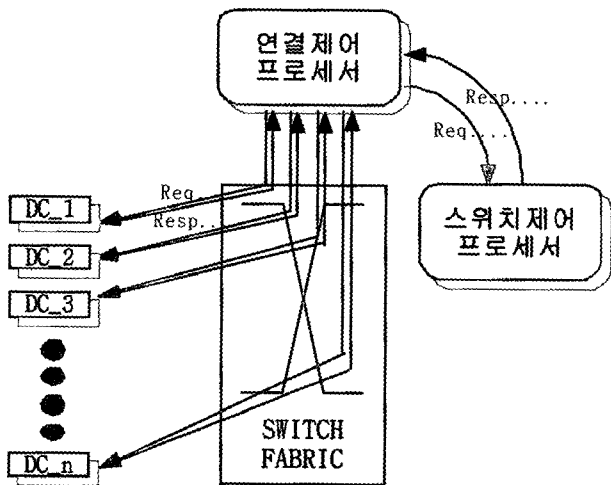 연결제어
프로세서
Resp....
Req....
스위치제어
프로세서
Req
Resp..
DC_1
DC_2
DC_3
DC_n
SWITCH
FABRIC